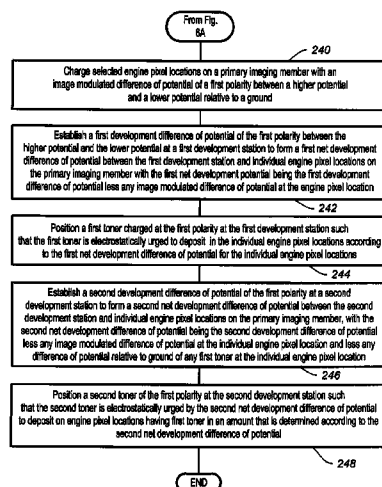 From Fig.
6A
240
Charge selected engine pixel locations on a primary imaging member with an
image modulated difference of potential of a first polarity between a higher potential
and a lower potential relative to a ground
Establish a first development difference of potential of the first polarity between the
higher potential and the lower potential at a first development station to form a first net
development difference of potential between the first development station and individual engine pixel locations on
the primary imaging member with the first net development potential being the first development
difference of potential less any image modulated difference of potential at the engine pixel location
242
Position a first toner charged at the first polarity at the first development station such
that the first toner is electrostatically urged to deposit in the individual engine pixel locations according
to the first net development difference of potential for the individual engine pixel locations
244
Establish a second development difference of potential of the first polarity at a second
development station to form a second net development difference of potential between the second
development station and individual engine pixel locations on the primary imaging member, with the
second net development difference of potential being the second development difference of potential
less any image modulated difference of potential at the individual engine pixel location and less any
difference of potential relative to ground of any first toner at the individual engine pixel location
246
Position a second toner of the first polarity at the second development station such
that the second toner is electrostatically urged by the second net development difference of potential
to deposit on engine pixel locations having first toner in an amount that is determined according to the
second net development difference of potential
248
END